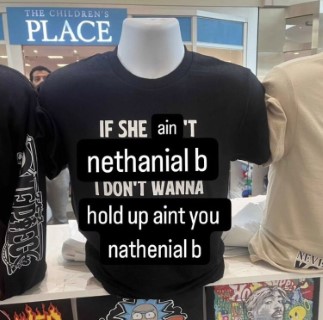 THE CHILDREN'S
PLACE
IF SHE ain 'T
nethanial b
I DON'T WANNA
hold up aint you
nathenial b